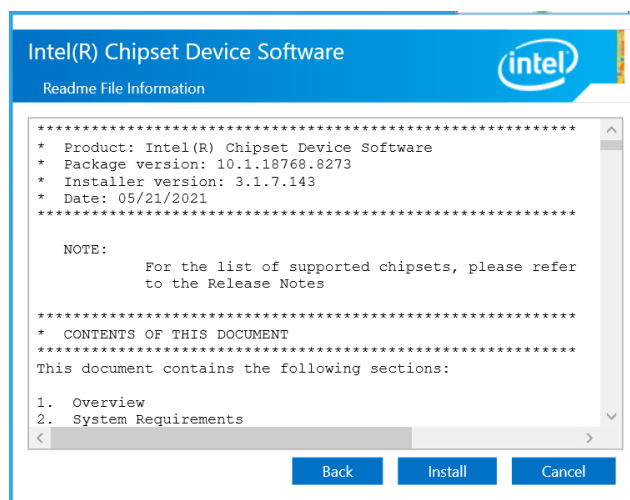 Intel(R) Chipset Device Software
intel
Readme File Information
*************************************************************
*  Product: Intel(R) Chipset Device Software
*  Package version: 10.1.18768.8273
*  Installer version: 3.1.7.143
*  Date: 05/21/2021
*************************************************************
NOTE:
For the list of supported chipsets, please refer
to the Release Notes
*************************************************************
*  CONTENTS OF THIS DOCUMENT
*************************************************************
This document contains the following sections:
1.  Overview
2.  System Requirements
Back Install Cancel